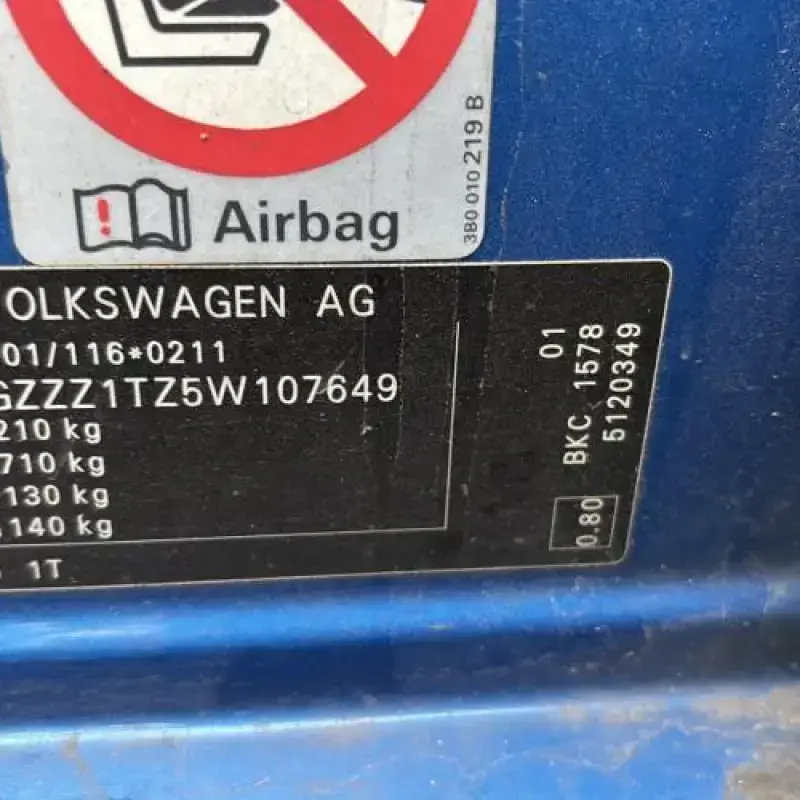 Airbag
3B0 010 219 B
OLKSWAGEN AG
01/116*0211
GZZZ1TZ5W107649
210 kg
710 kg
130 kg
140 kg
1T
01
BKC 1578
5120349
0.80